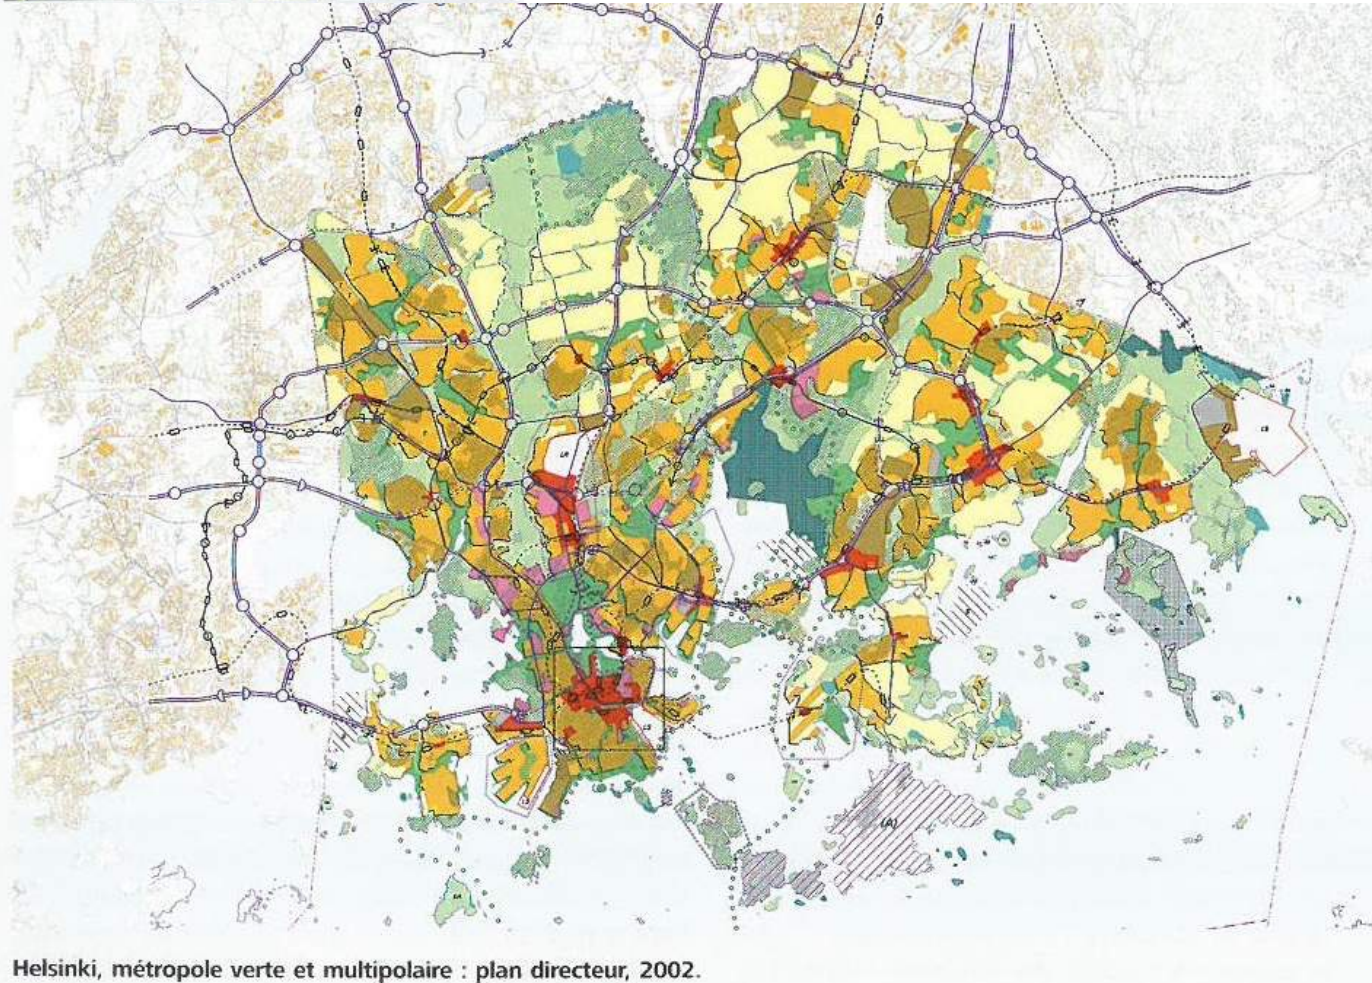 (A)
Helsinki, métropole verte et multipolaire : plan directeur, 2002.